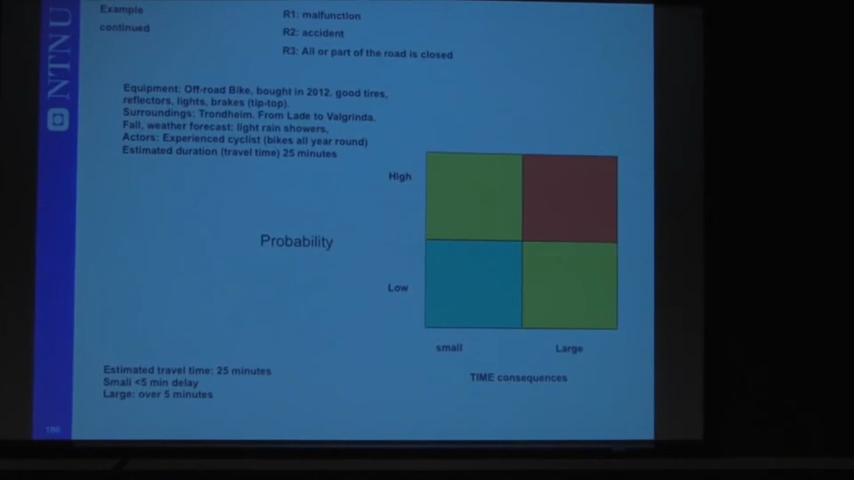 Example
continued
R1: malfunction
R2: accident
R3: All or part of the road is closed
NTNU
Equipment: Off-road Bike, bought in 2012, good tires,
reflectors, lights, brakes (tip-top).
Surroundings: Trondheim. From Lade to Valgrinda.
Fall, weather forecast: light rain showers,
Actors: Experienced cyclist (bikes all year round)
Estimated duration (travel time) 25 minutes
High
Probability
Low
small
Large
TIME consequences
Estimated travel time: 25 minutes
Small <5 min delay
Large: over 5 minutes